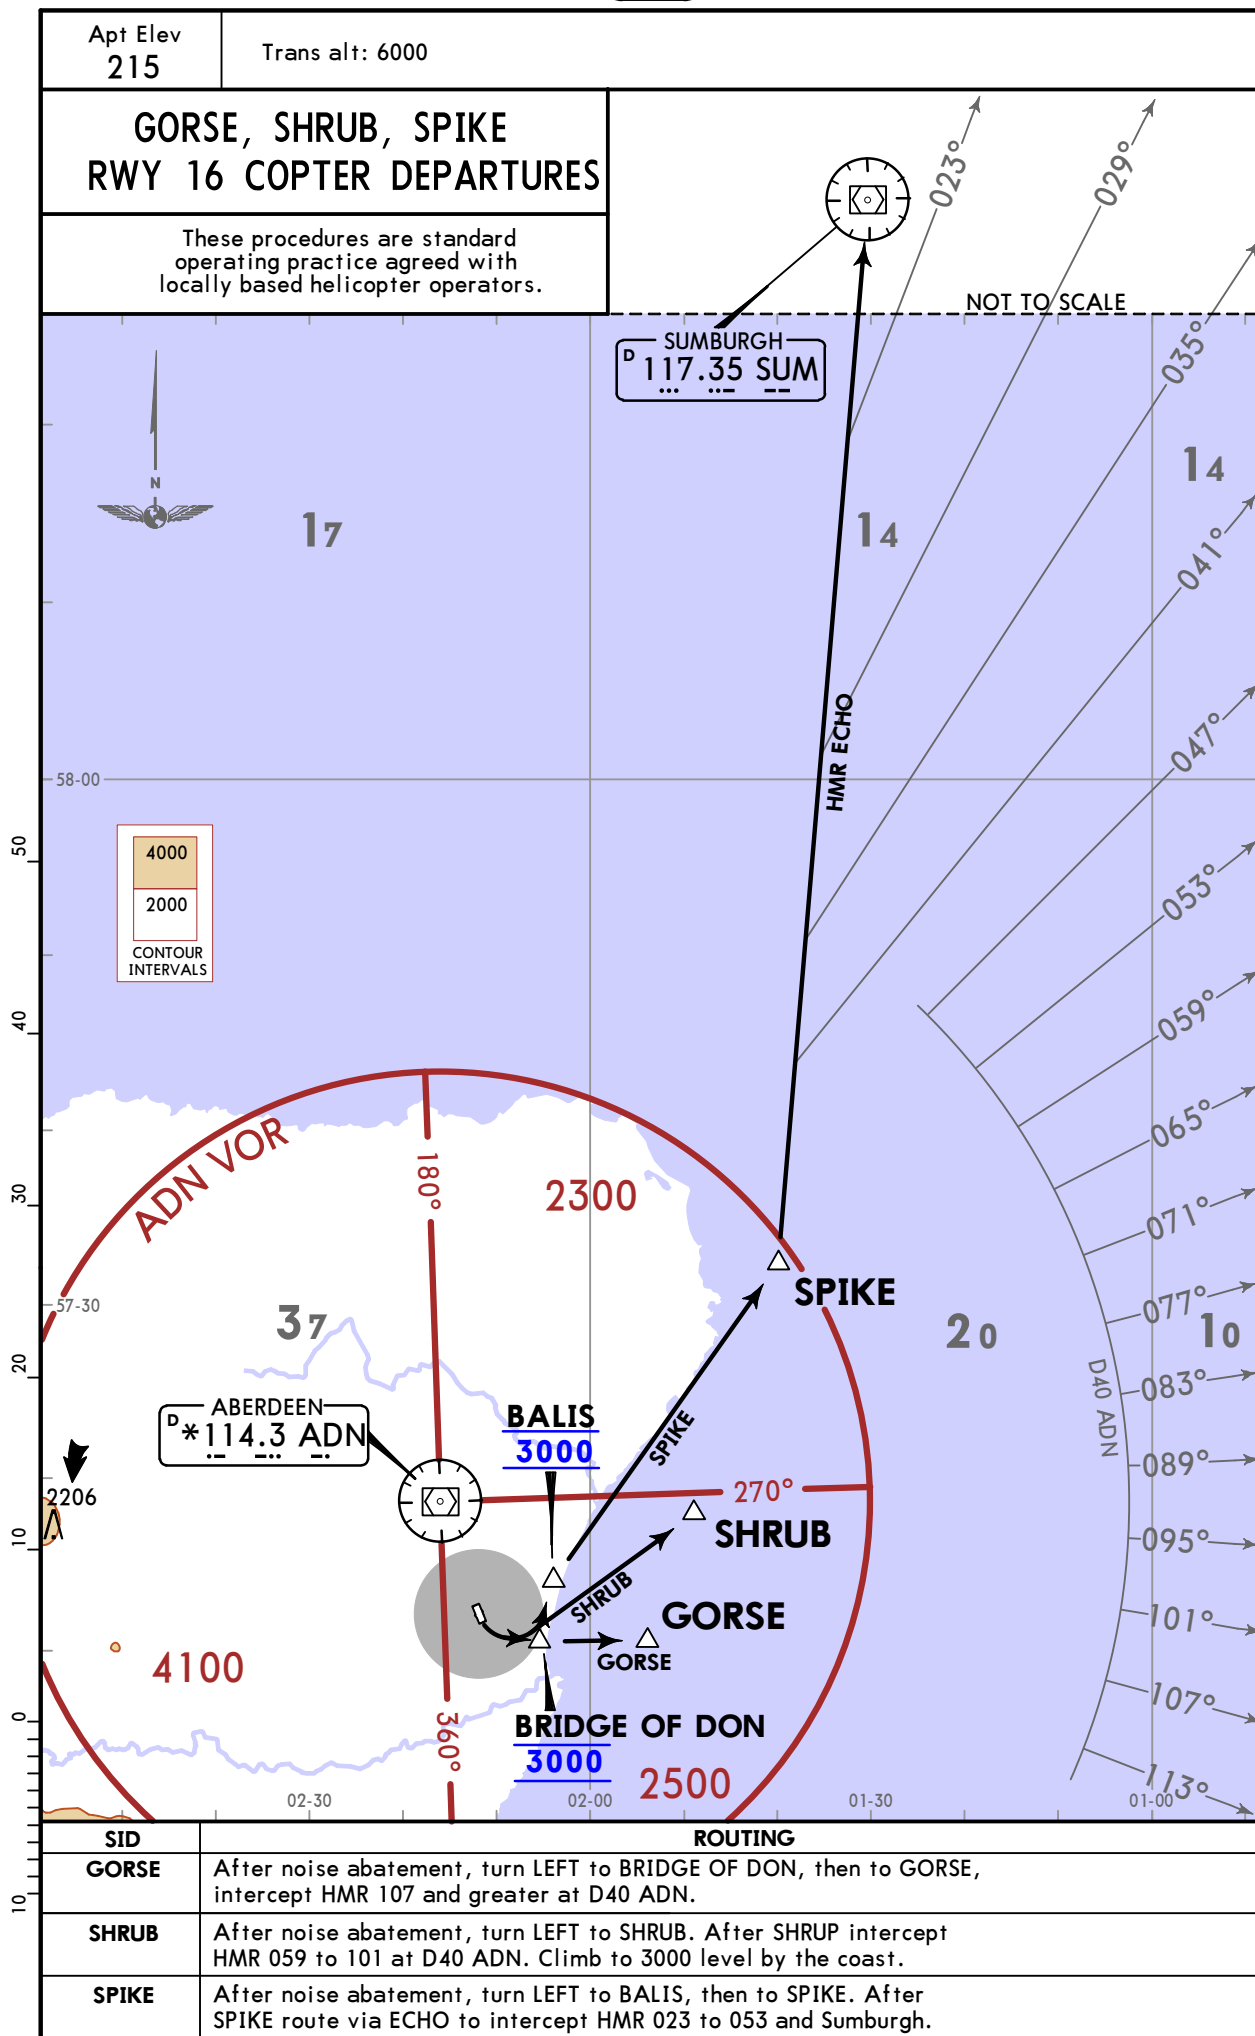 Apt Elev
215
Trans alt: 6000
GORSE, SHRUB, SPIKE
RWY 16 COPTER DEPARTURES
These procedures are standard
operating practice agreed with
locally based helicopter operators.
NOT TO SCALE
023°
029°
035°
041°
047°
053°
059°
065°
071°
077°
083°
089°
095°
101°
107°
113°
D40 ADN
SUMBURGH
D 117.35 SUM
N
17
14
14
HMR ECHO
58-00
50
40
30
20
10
0
10
4000
2000
CONTOUR
INTERVALS
ADN VOR
180°
2300
57-30
37
SPIKE
20
10
ABERDEEN
D *114.3 ADN
BALIS
3000
SPIKE
270°
2206
SHRUB
SHRUB
GORSE
GORSE
4100
360°
BRIDGE OF DON
3000
2500
02-30
02-00
01-30
01-00
SID
ROUTING
GORSE
After noise abatement, turn LEFT to BRIDGE OF DON, then to GORSE,
intercept HMR 107 and greater at D40 ADN.
SHRUB
After noise abatement, turn LEFT to SHRUB. After SHRUP intercept
HMR 059 to 101 at D40 ADN. Climb to 3000 level by the coast.
SPIKE
After noise abatement, turn LEFT to BALIS, then to SPIKE. After
SPIKE route via ECHO to intercept HMR 023 to 053 and Sumburgh.